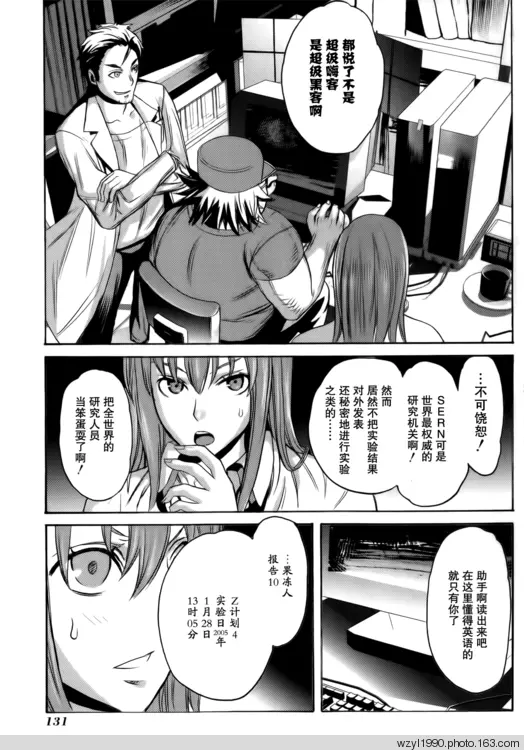 都说了不是
超级嗨客
是超级黑客
啊
…不可饶恕！
SERN可是
世界最权威的
研究机关啊！
然而
居然不把实验结果
对外发表
还秘密地进行实验
之类的……
把全世界的
研究人员
当笨蛋耍了啊！
助手啊读出来吧
在这里懂得英语的
就只有你了
…果冻人
报告10
Z计划4
实验日2005年
1月28日
13时05分
131
wzyl1990.photo.163.com